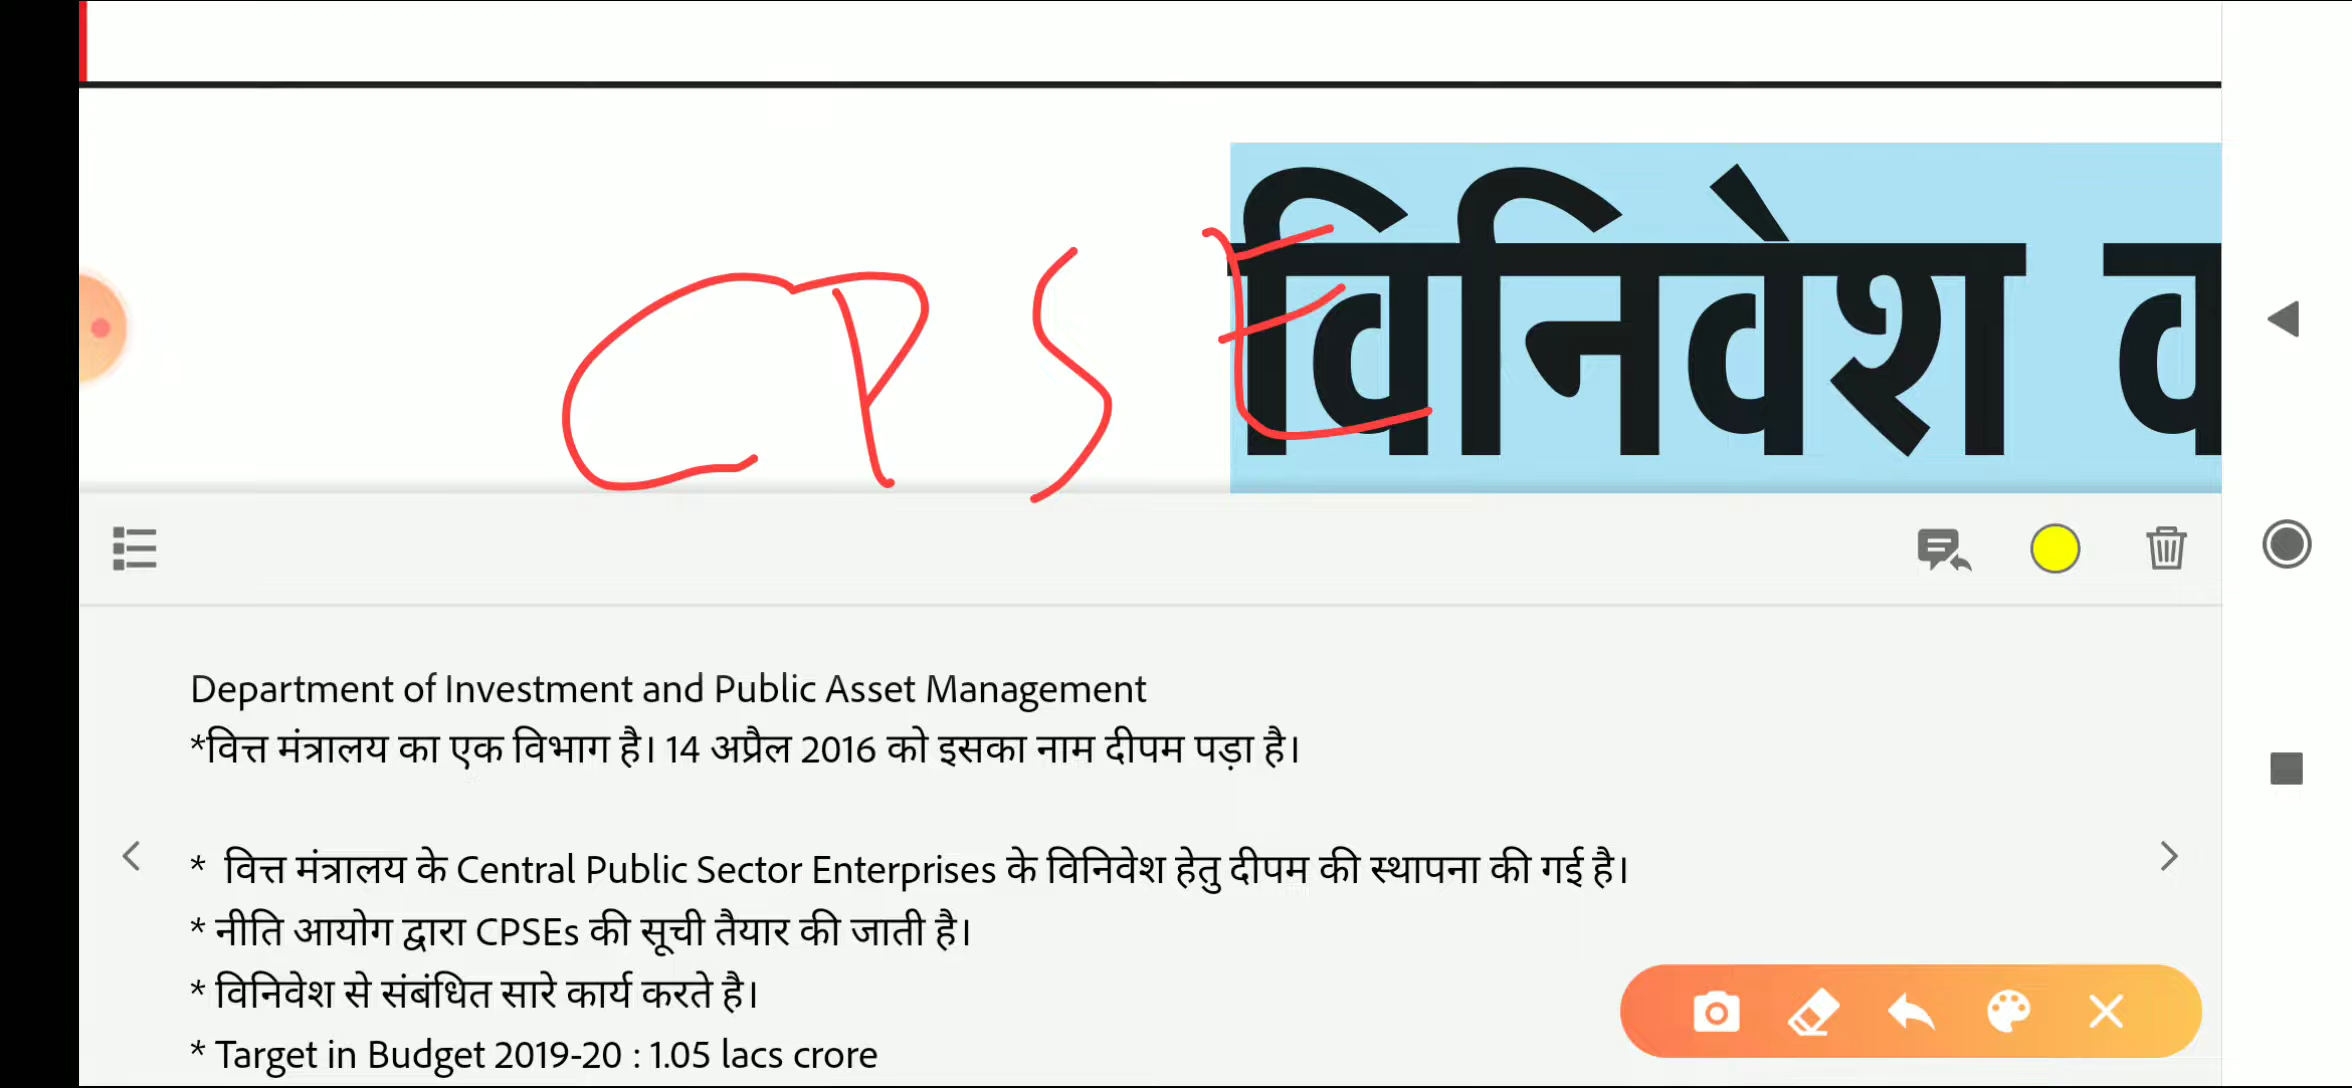 CPSE
विनिवेश
Department of Investment and Public Asset Management
*वित्त मंत्रालय का एक विभाग है। 14 अप्रैल 2016 को इसका नाम दीपम पड़ा है।
* वित्त मंत्रालय के Central Public Sector Enterprises के विनिवेश हेतु दीपम की स्थापना की गई है।
* नीति आयोग द्वारा CPSEs की सूची तैयार की जाती है।
* विनिवेश से संबंधित सारे कार्य करते है।
* Target in Budget 2019-20 : 1.05 lacs crore